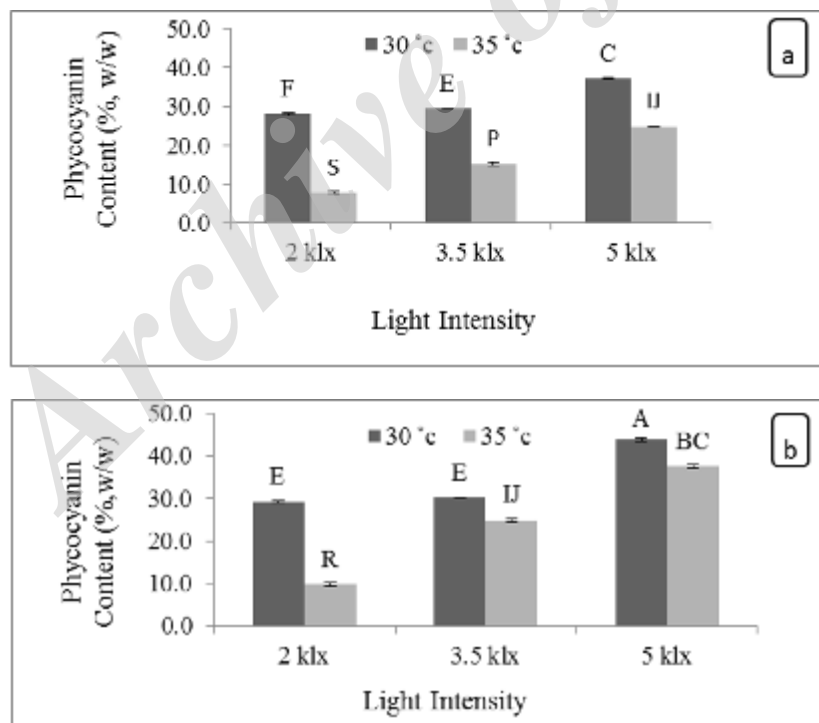 50.0
40.0
30.0
20.0
10.0
0.0
Phycocyanin
Content (%, w/w)
30 °c
35 °c
a
F
S
E
P
C
IJ
2 klx
3.5 klx
5 klx
Light Intensity
Archive of
50.0
40.0
30.0
20.0
10.0
0.0
Phycocyanin
Content (%,w/w)
30 °c
35 °c
b
E
R
E
IJ
A
BC
2 klx
3.5 klx
5 klx
Light Intensity